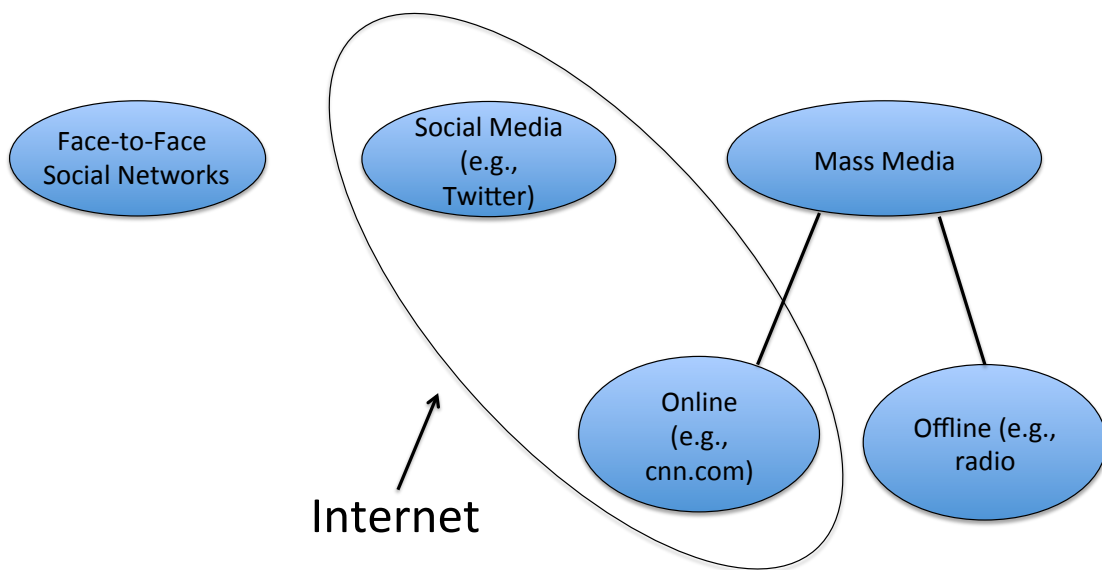 Face-to-Face
Social Networks
Social Media
(e.g.,
Twitter)
Mass Media
Online
(e.g.,
cnn.com)
Offline (e.g.,
radio
Internet